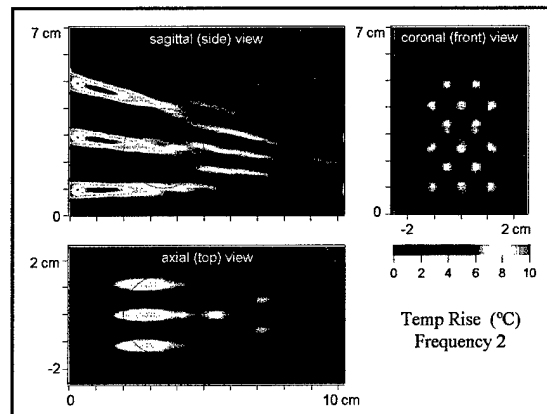 7 cm
sagittal (side) view
0
7 cm
coronal (front) view
0
-2
2 cm
0 2 4 6 8 10
Temp Rise (ºC)
Frequency 2
2 cm
axial (top) view
-2
0
10 cm